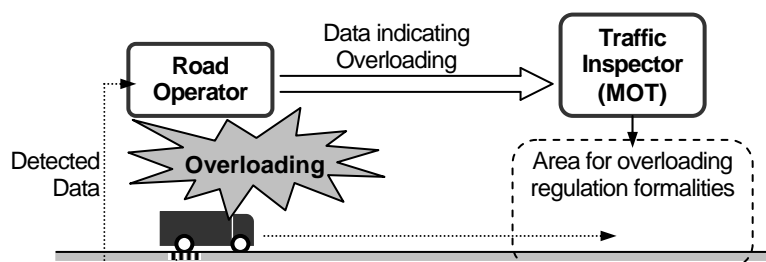 Road
Operator
Data indicating
Overloading
Traffic
Inspector
(MOT)
Detected
Data
Overloading
Area for overloading
regulation formalities